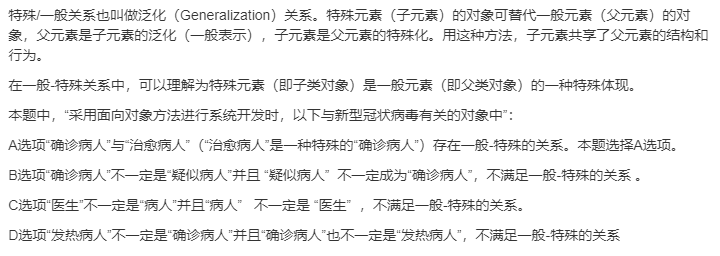 特殊/一般关系也叫做泛化（Generalization）关系。特殊元素（子元素）的对象可替代一般元素（父元素）的对
象，父元素是子元素的泛化（一般表示），子元素是父元素的特殊化。用这种方法，子元素共享了父元素的结构和
行为。
在一般-特殊关系中，可以理解为特殊元素（即子类对象）是一般元素（即父类对象）的一种特殊体现。
本题中，“采用面向对象方法进行系统开发时，以下与新型冠状病毒有关的对象中”：
A选项“确诊病人”与“治愈病人”（“治愈病人”是一种特殊的“确诊病人”）存在一般-特殊的关系。本题选择A选项。
B选项“确诊病人”不一定是“疑似病人”并且 “疑似病人” 不一定成为“确诊病人”，不满足一般-特殊的关系 。
C选项“医生”不一定是“病人”并且“病人” 不一定是 “医生” ，不满足一般-特殊的关系。
D选项“发热病人”不一定是“确诊病人”并且“确诊病人”也不一定是“发热病人”，不满足一般-特殊的关系